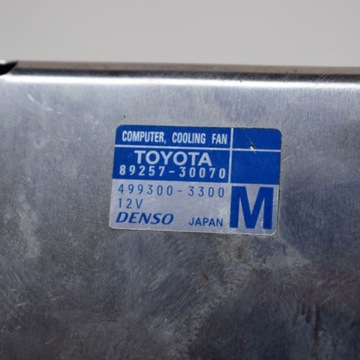 COMPUTER, COOLING FAN
TOYOTA
89257-30070
499300-3300
12V
DENSO JAPAN
M